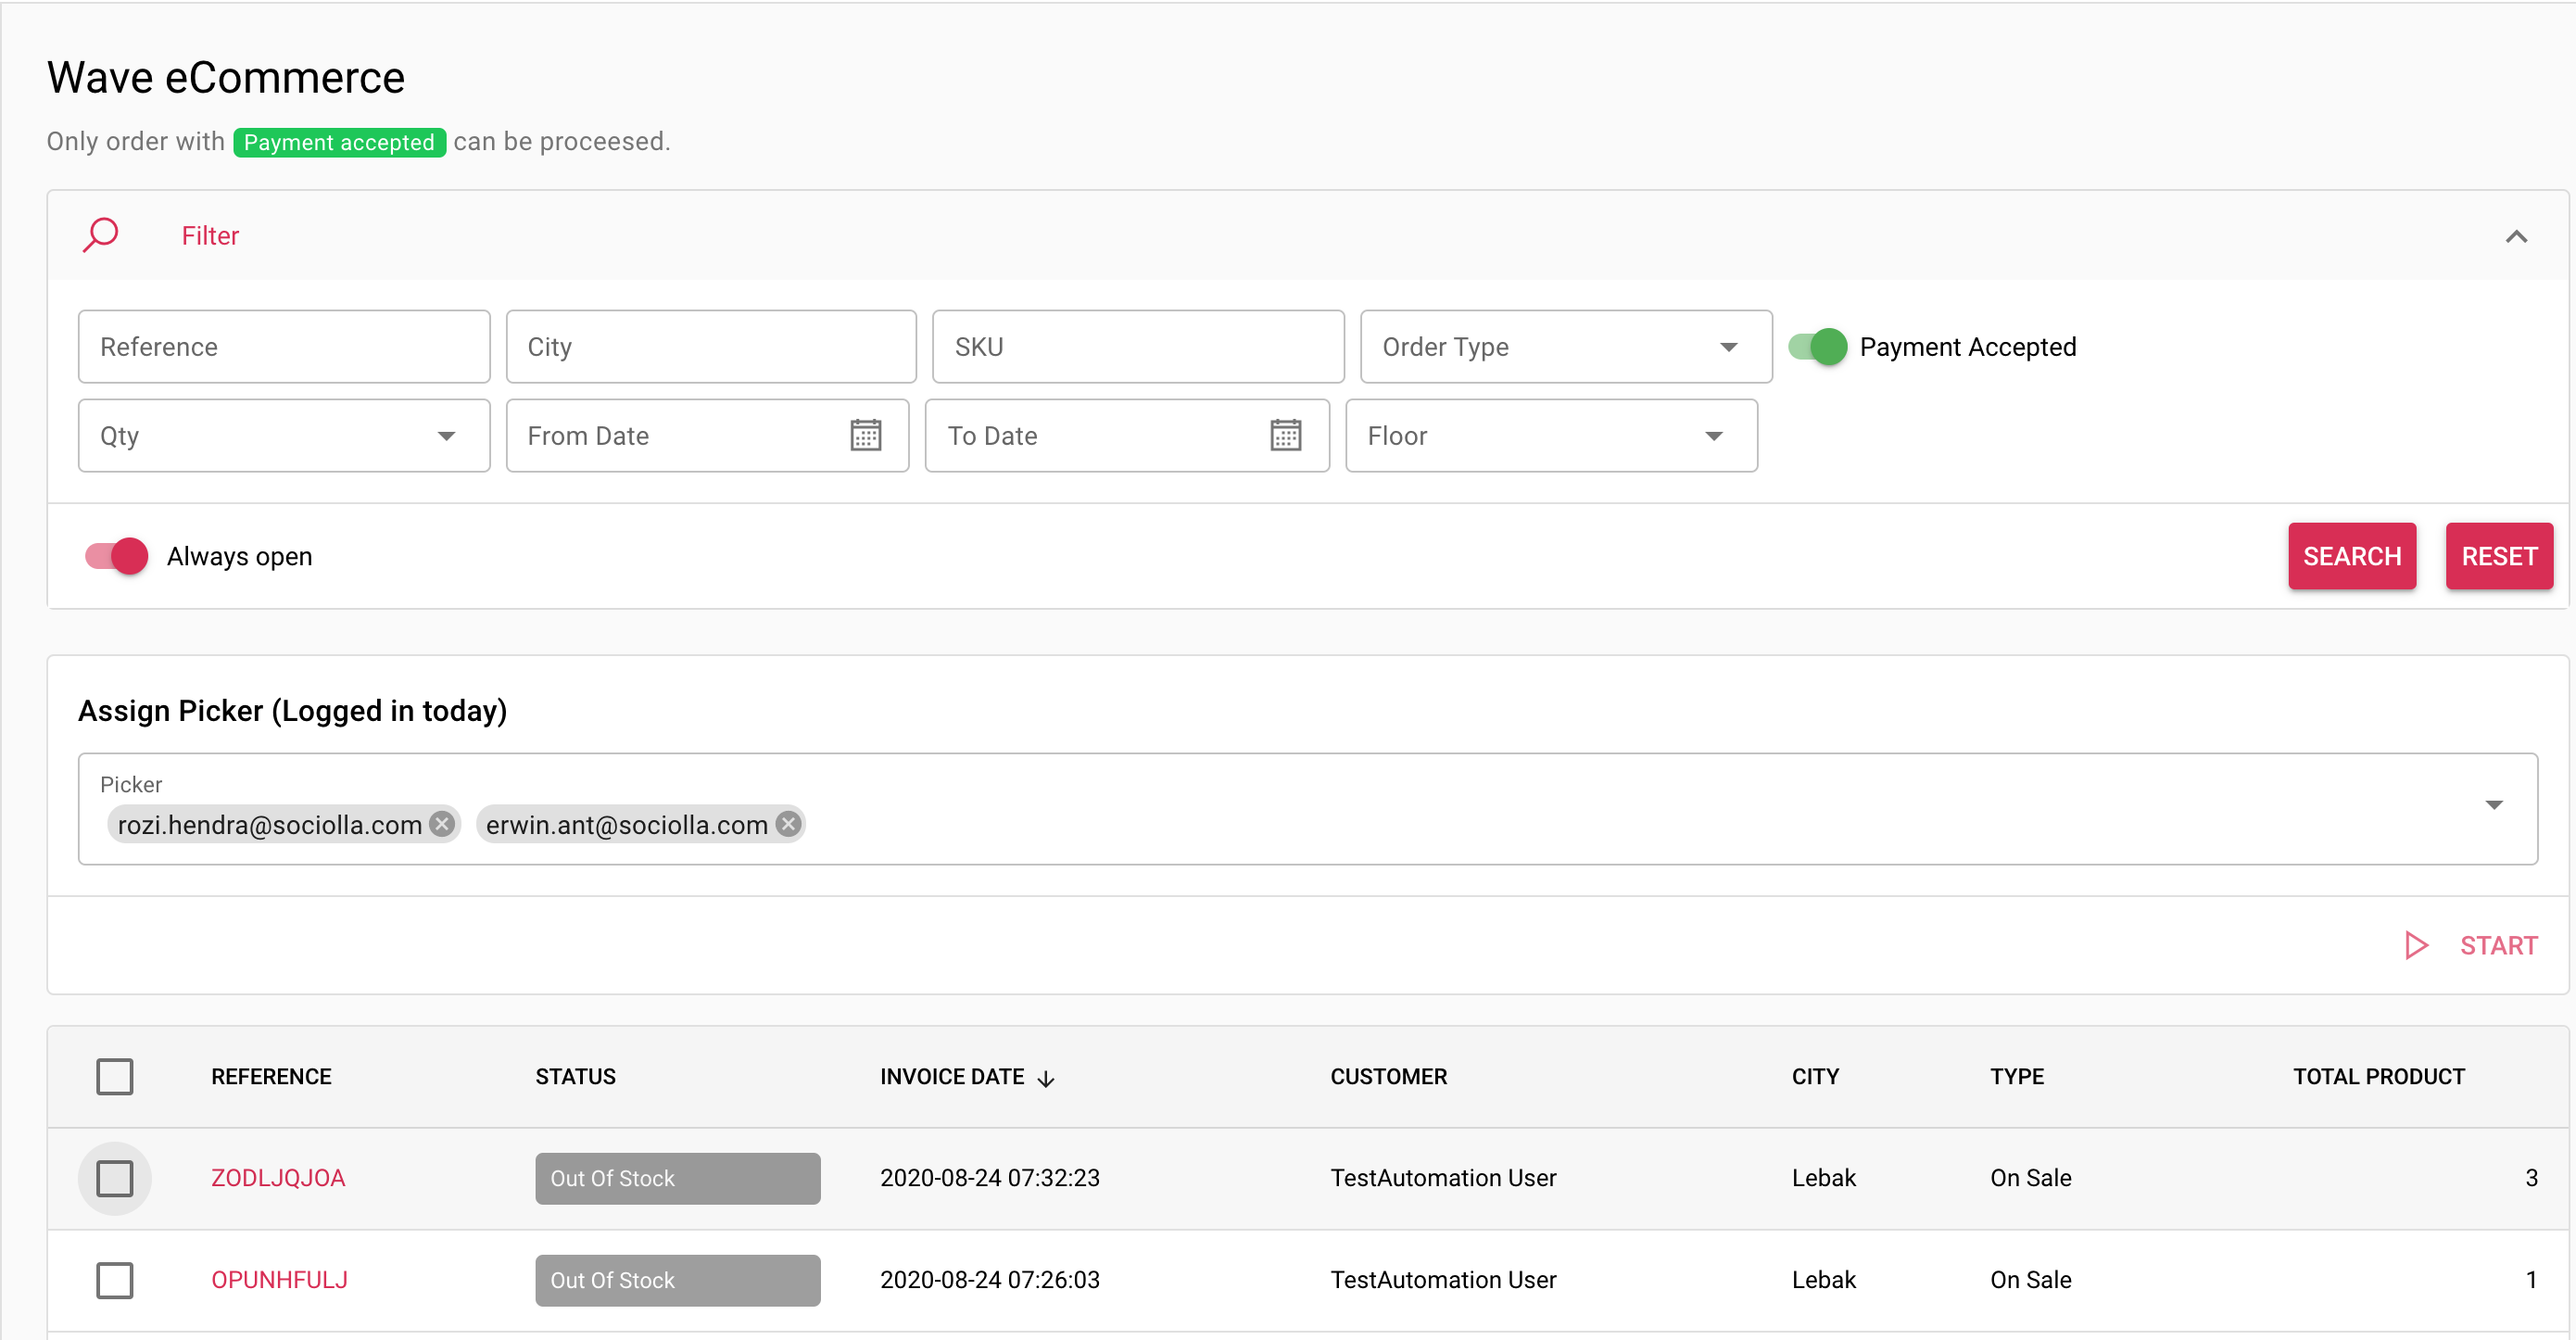 Wave eCommerce
Only order with Payment accepted can be proceesed.
Filter
Reference City SKU Order Type Payment Accepted
Qty From Date To Date Floor
Always open SEARCH RESET
Assign Picker (Logged in today)
Picker
rozi.hendra@sociolla.com erwin.ant@sociolla.com
START
REFERENCE STATUS INVOICE DATE CUSTOMER CITY TYPE TOTAL PRODUCT
ZODLJQJOA Out Of Stock 2020-08-24 07:32:23 TestAutomation User Lebak On Sale 3
OPUNHFULJ Out Of Stock 2020-08-24 07:26:03 TestAutomation User Lebak On Sale 1